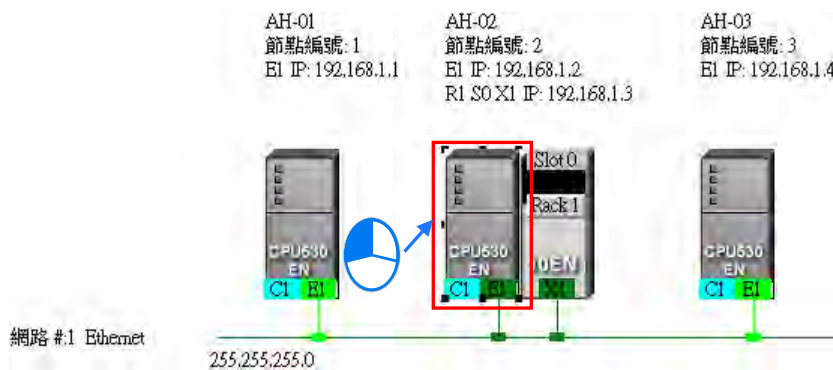 AH-01
節點編號: 1
E1 IP: 192.168.1.1
AH-02
節點編號: 2
E1 IP: 192.168.1.2
R1 S0 X1 IP: 192.168.1.3
AH-03
節點編號: 3
E1 IP: 192.168.1.4
CPU530
EN
C1 E1
CPU530
EN
C1 E1
Slot 0
Rack 1
0EN
X1
CPU530
EN
C1 E1
網路 #:1 Ethernet
255.255.255.0